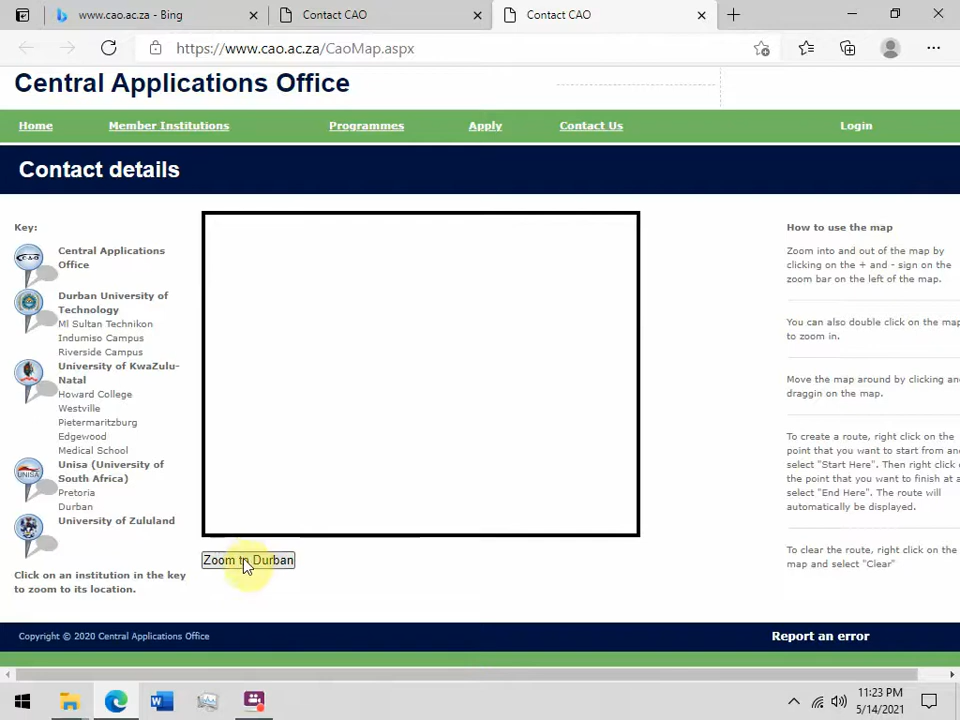 www.cao.ac.za - Bing
Contact CAO
Contact CAO
https://www.cao.ac.za/CaoMap.aspx
Central Applications Office
Home
Member Institutions
Programmes
Apply
Contact Us
Login
Contact details
Key:
Central Applications
Office
Durban University of
Technology
Ml Sultan Technikon
Indumiso Campus
Riverside Campus
University of KwaZulu-
Natal
Howard College
Westville
Pietermaritzburg
Edgewood
Medical School
Unisa (University of
South Africa)
Pretoria
Durban
University of Zululand
Click on an institution in the key
to zoom to its location.
Zoom to Durban
How to use the map
Zoom into and out of the map by
clicking on the + and - sign on the
zoom bar on the left of the map.
You can also double click on the map
to zoom in.
Move the map around by clicking and
draggin on the map.
To create a route, right click on the
point that you want to start from and
select "Start Here". Then right click
the point that you want to finish at a
select "End Here". The route will
automatically be displayed.
To clear the route, right click on the
map and select "Clear"
Copyright © 2020 Central Applications Office
Report an error
11:23 PM
5/14/2021